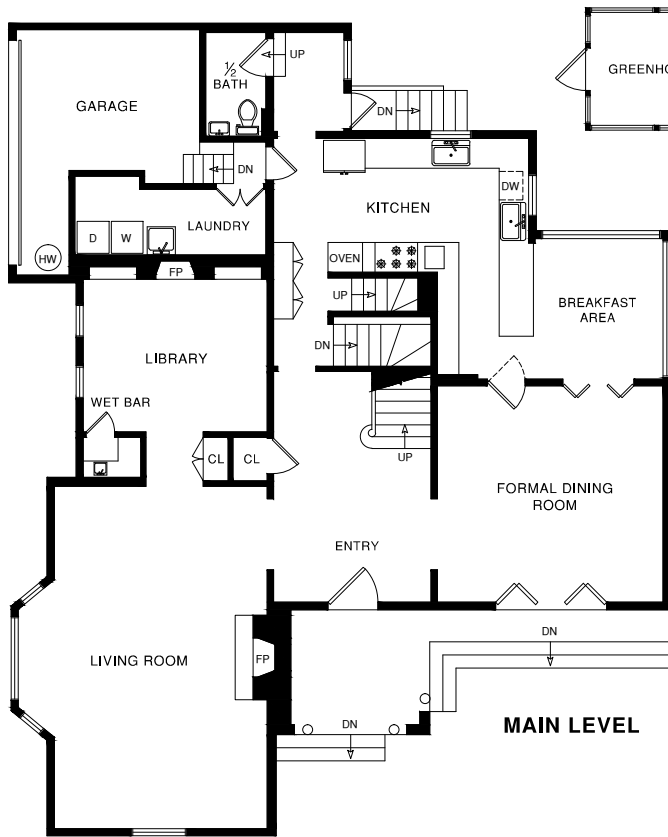 GREENHO
UP
1/2
BATH
GARAGE
DN
DN
DW
KITCHEN
LAUNDRY
D
W
HW
FP
OVEN
UP
BREAKFAST
AREA
DN
LIBRARY
WET BAR
CL
CL
UP
FORMAL DINING
ROOM
ENTRY
LIVING ROOM
FP
DN
DN
MAIN LEVEL